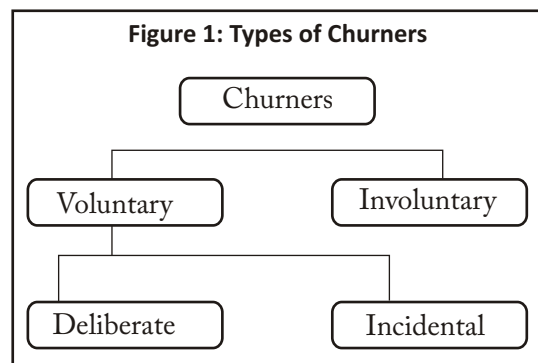 Figure 1: Types of Churners
Churners
Voluntary
Involuntary
Deliberate
Incidental